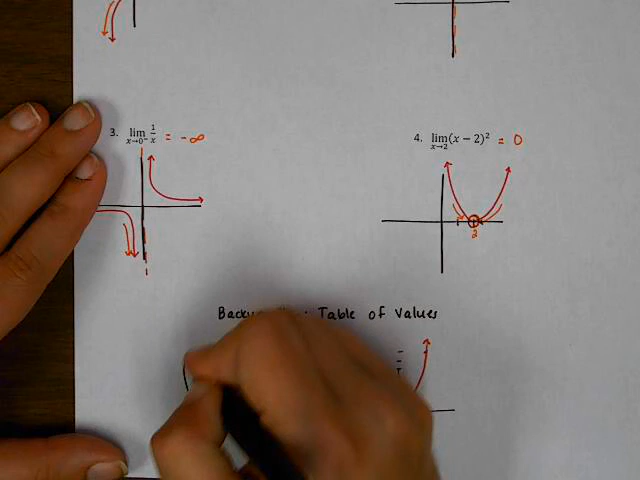 3. lim x→0⁻ 1/x = -∞
4. lim x→2 (x − 2)² = 0
2
Table of Values